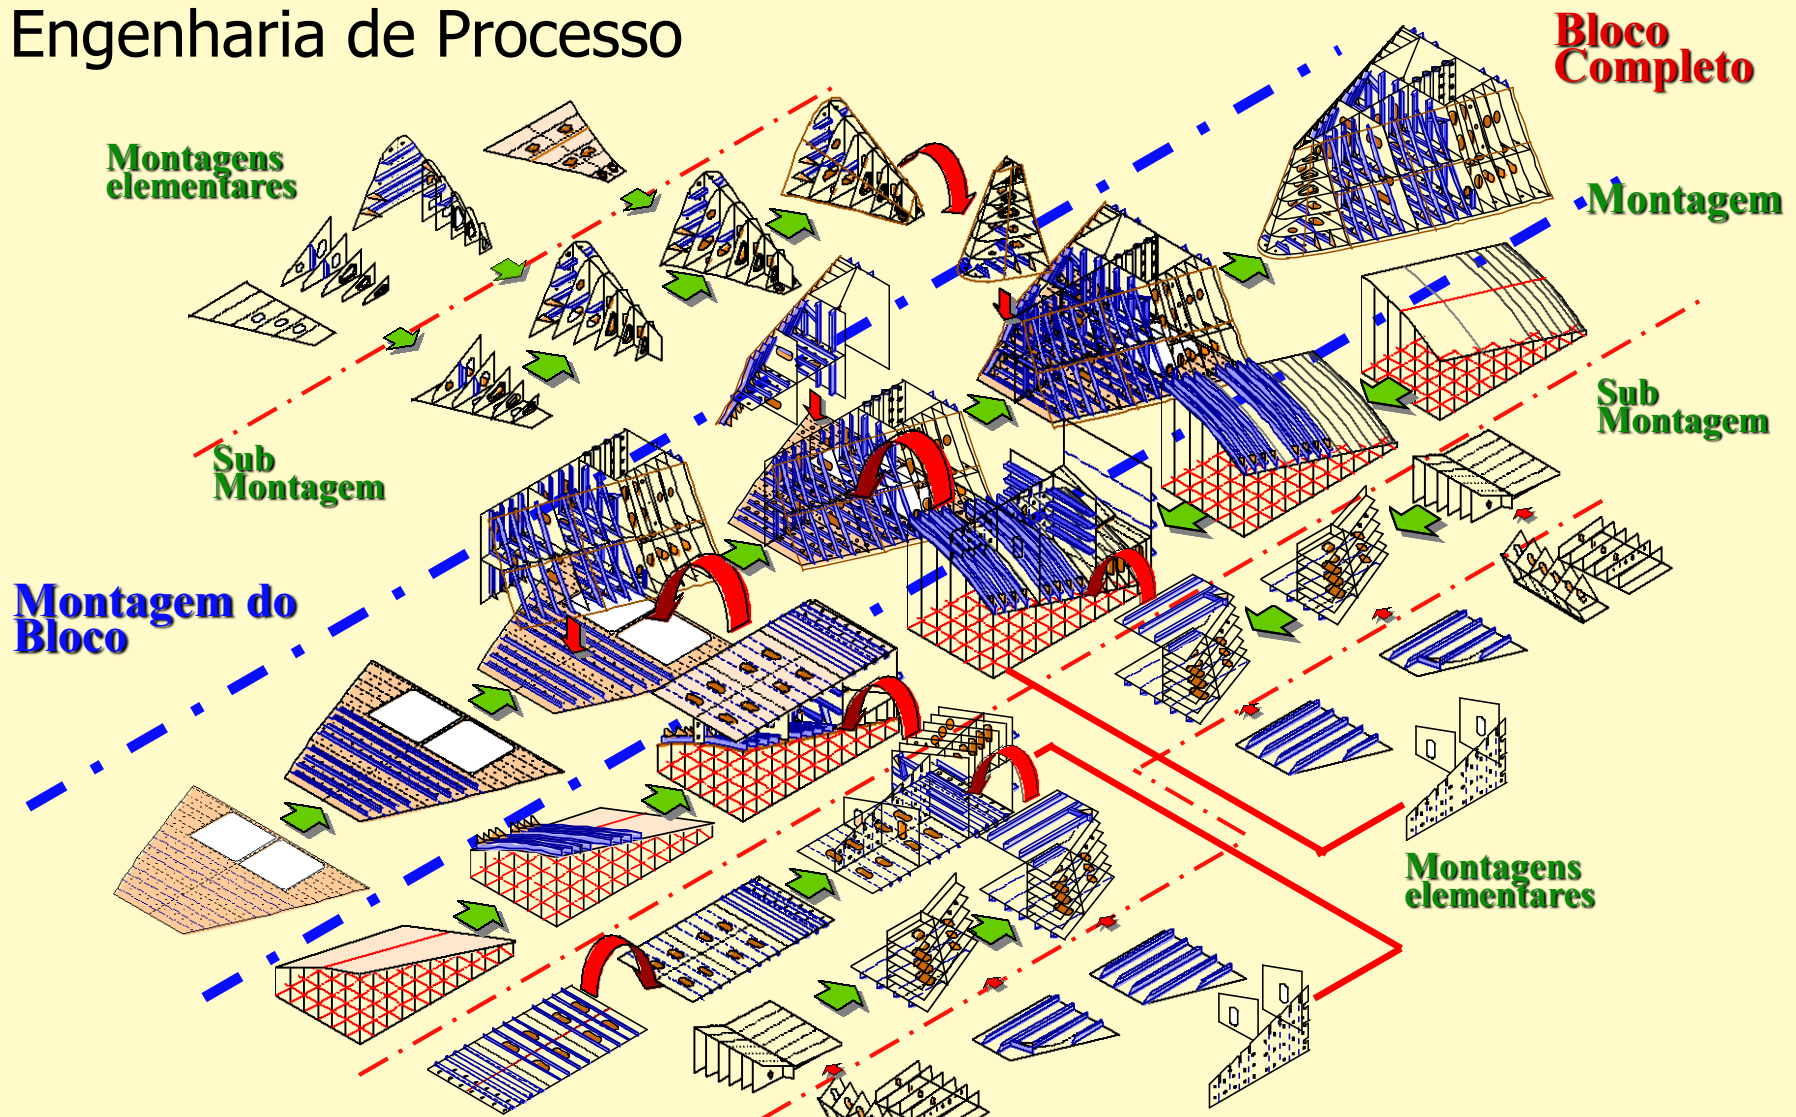 Engenharia de Processo
Bloco
Completo
Montagens
elementares
Montagem
Sub
Montagem
Sub
Montagem
Montagem do
Bloco
Montagens
elementares